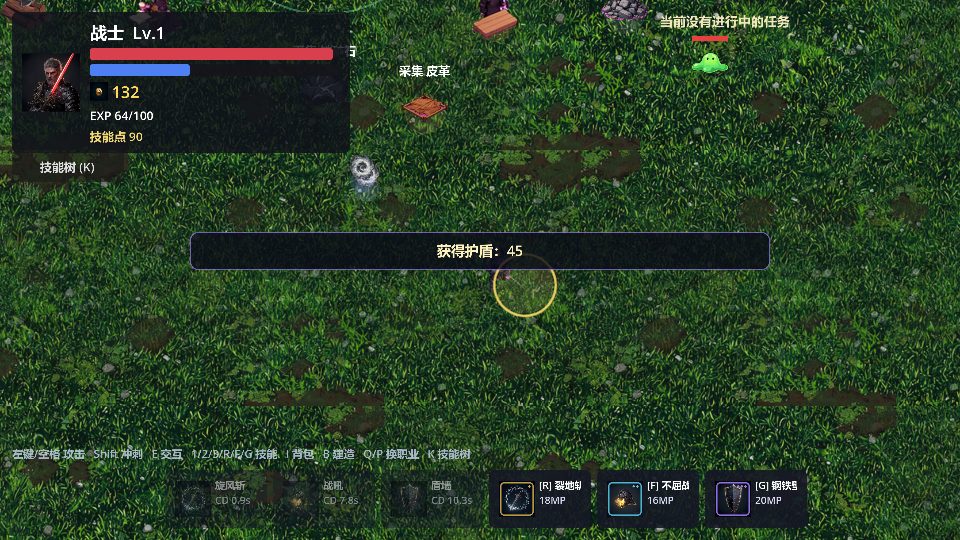 战士 Lv.1
132
EXP 64/100
技能点 90
技能树 (K)
石
采集 皮革
当前没有进行中的任务
获得护盾：45
左键/空格 攻击 Shift 冲刺 E 交互 1/2/3/R/F/G 技能 I 背包 B 建造 Q/P 换职业 K 技能树
旋风斩
CD 0.9s
战吼
CD 7.8s
盾墙
CD 10.3s
[R] 裂地斩
18MP
[F] 不屈战
16MP
[G] 钢铁
20MP